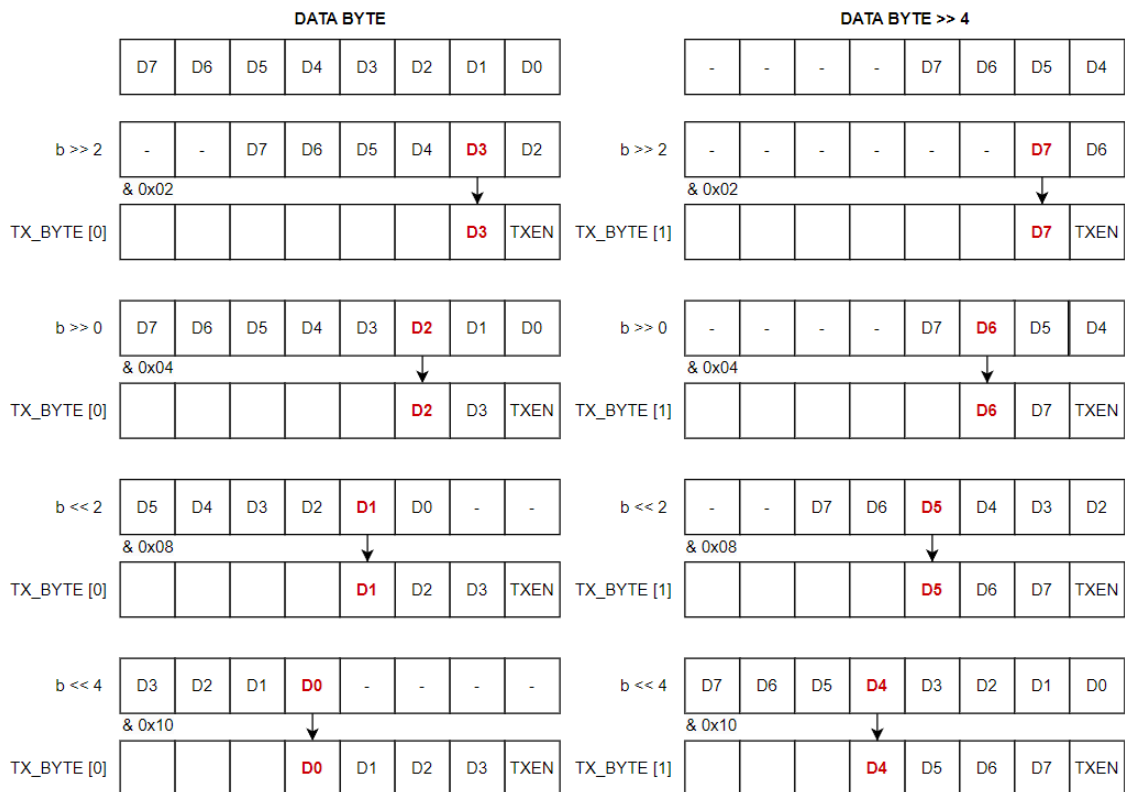 DATA BYTE
D7 D6 D5 D4 D3 D2 D1 D0
b >> 2 - - D7 D6 D5 D4 D3 D2
& 0x02
TX_BYTE [0] D3 TXEN
b >> 0 D7 D6 D5 D4 D3 D2 D1 D0
& 0x04
TX_BYTE [0] D2 D3 TXEN
b << 2 D5 D4 D3 D2 D1 D0 - -
& 0x08
TX_BYTE [0] D1 D2 D3 TXEN
b << 4 D3 D2 D1 D0 - - - -
& 0x10
TX_BYTE [0] D0 D1 D2 D3 TXEN
DATA BYTE >> 4
- - - - D7 D6 D5 D4
b >> 2 - - - - - - D7 D6
& 0x02
TX_BYTE [1] D7 TXEN
b >> 0 - - - - D7 D6 D5 D4
& 0x04
TX_BYTE [1] D6 D7 TXEN
b << 2 - - D7 D6 D5 D4 D3 D2
& 0x08
TX_BYTE [1] D5 D6 D7 TXEN
b << 4 D7 D6 D5 D4 D3 D2 D1 D0
& 0x10
TX_BYTE [1] D4 D5 D6 D7 TXEN